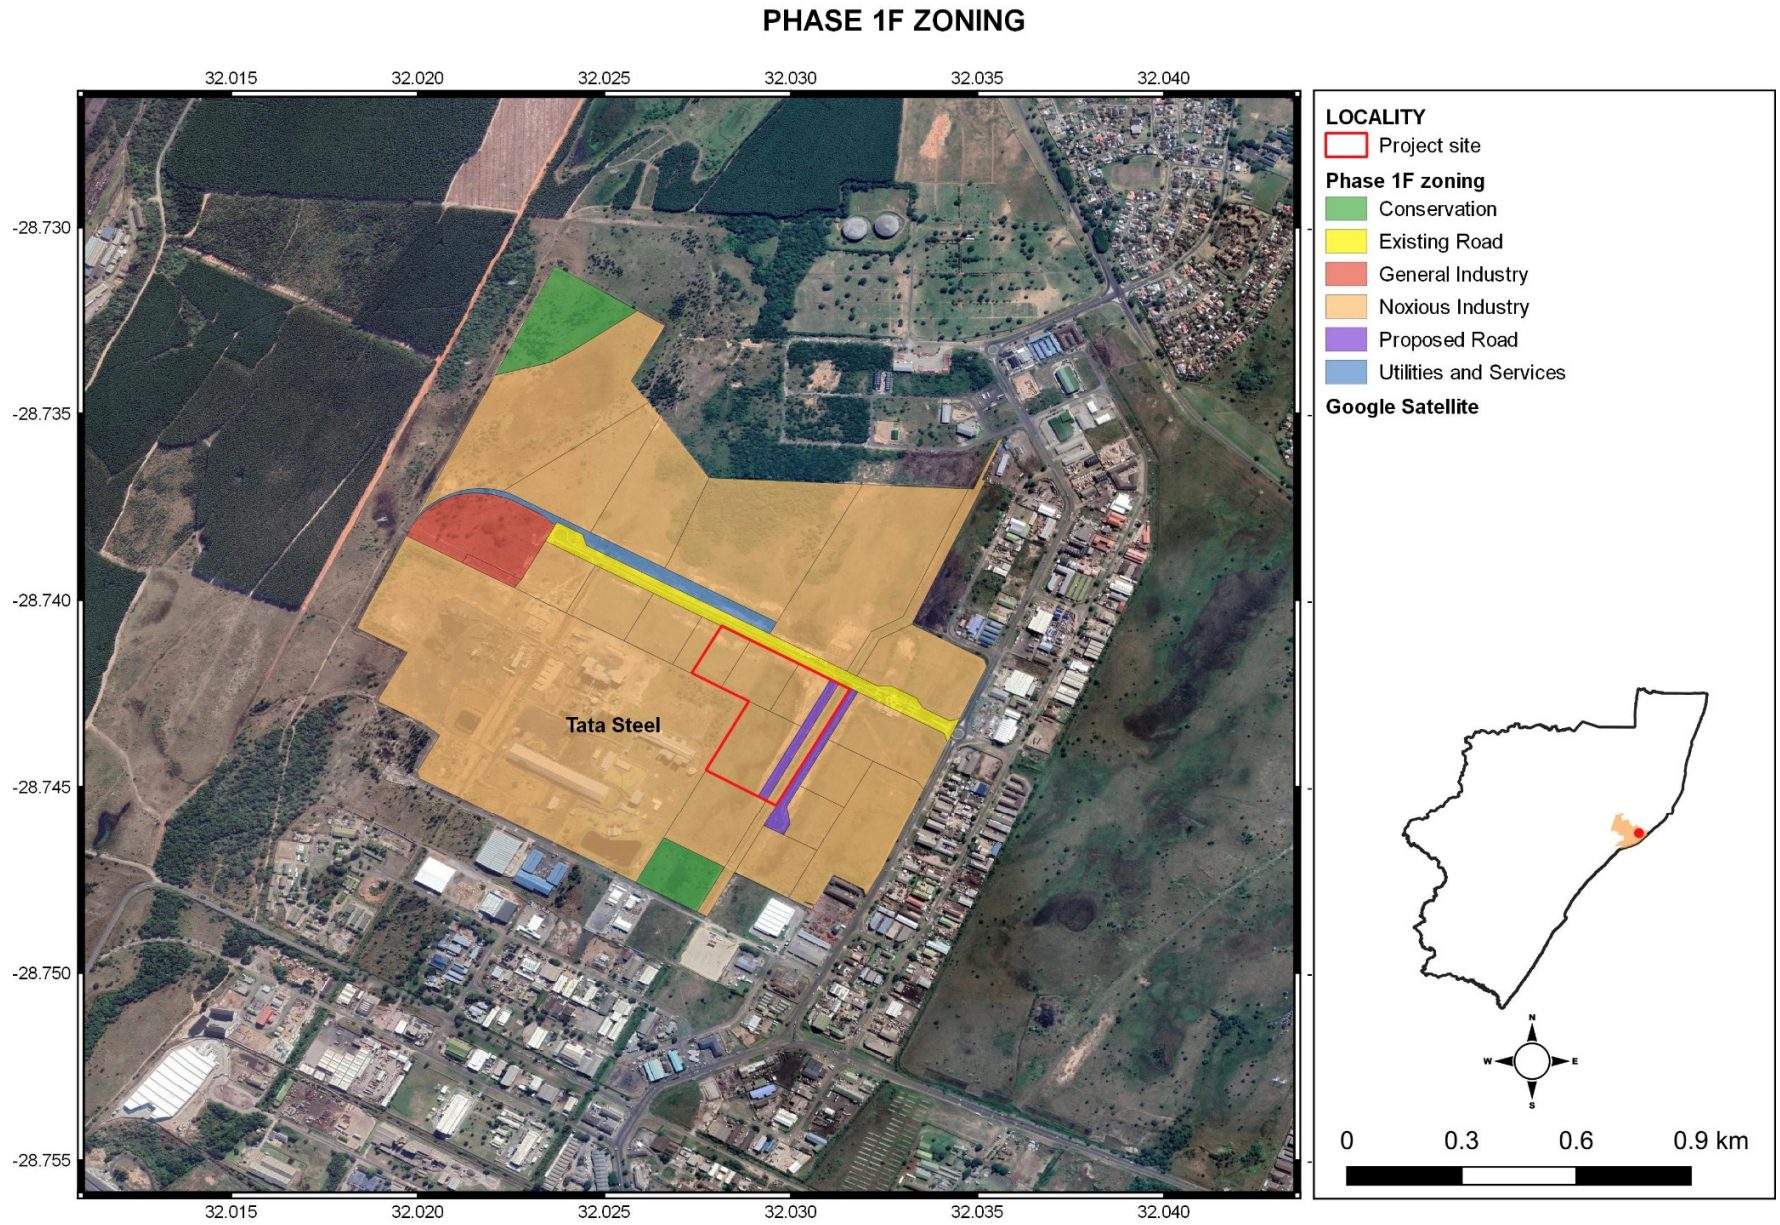 PHASE 1F ZONING
32.015 32.020 32.025 32.030 32.035 32.040
-28.730
-28.735
-28.740
-28.745
-28.750
-28.755
Tata Steel
32.015 32.020 32.025 32.030 32.035 32.040
LOCALITY
Project site
Phase 1F zoning
Conservation
Existing Road
General Industry
Noxious Industry
Proposed Road
Utilities and Services
Google Satellite
N
W E
S
0 0.3 0.6 0.9 km